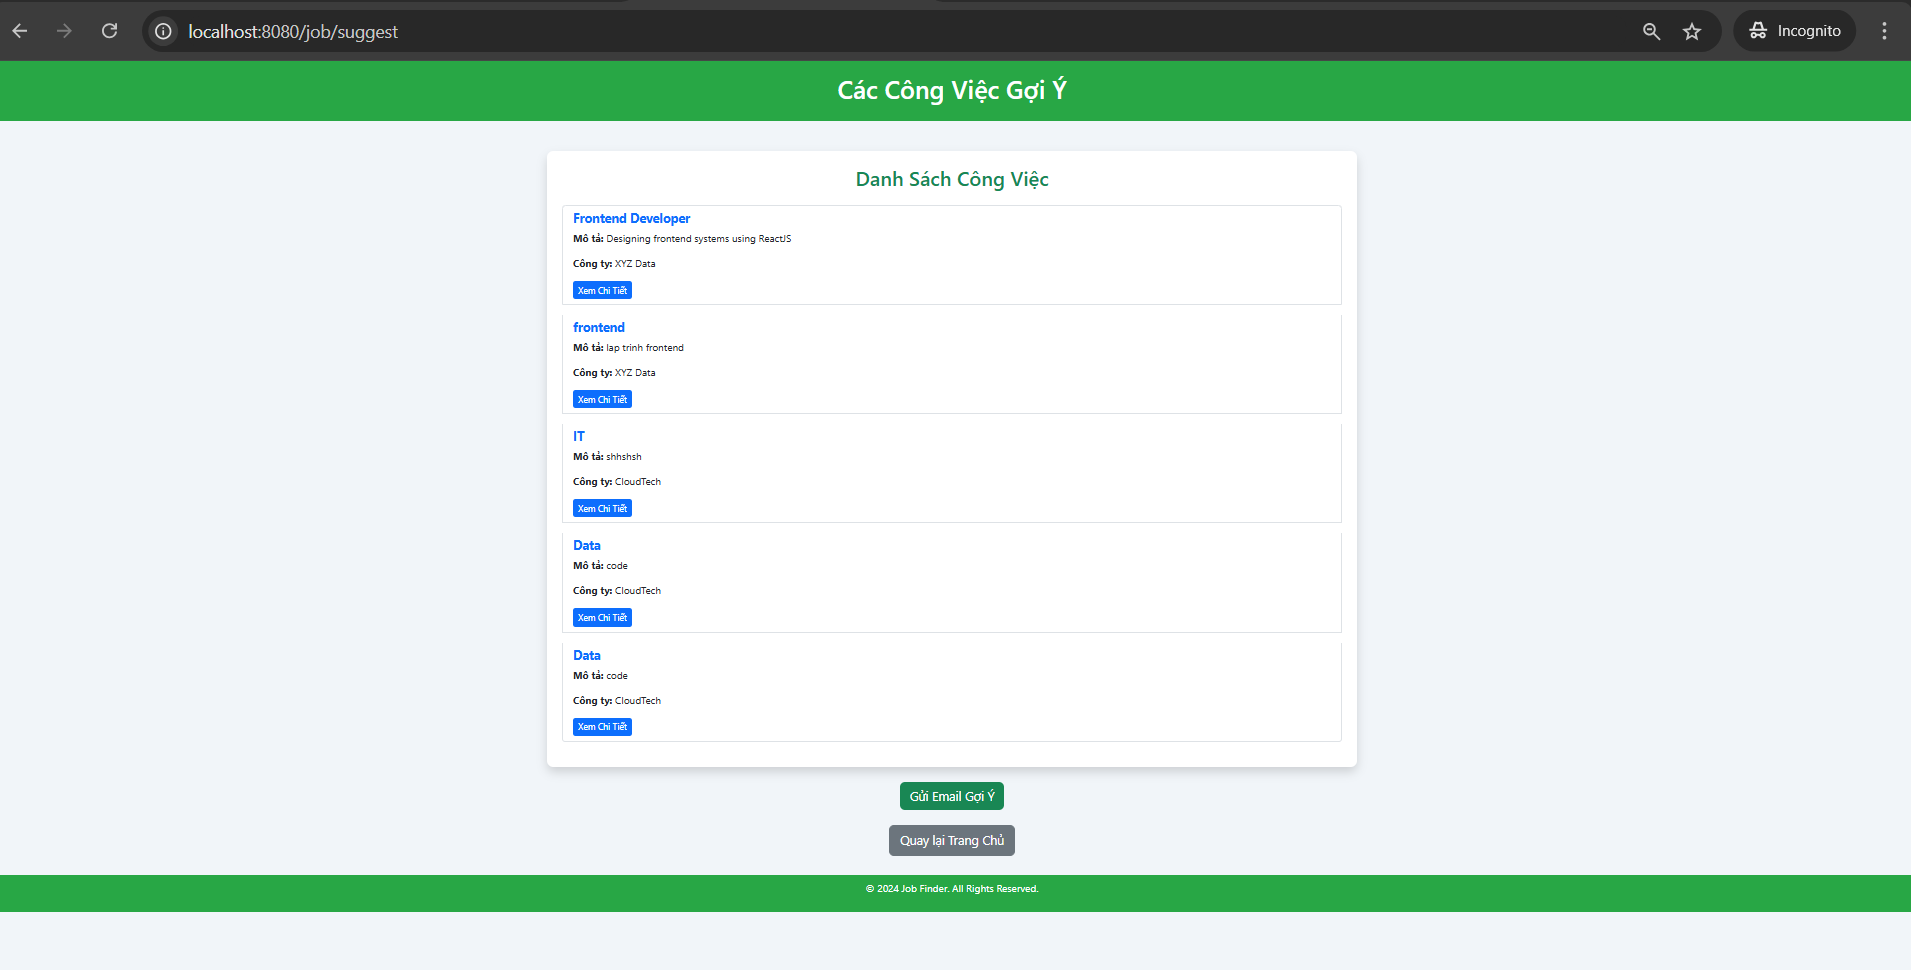 localhost:8080/job/suggest
Incognito
Các Công Việc Gợi Ý
Danh Sách Công Việc
Frontend Developer
Mô tả: Designing frontend systems using ReactJS
Công ty: XYZ Data
Xem Chi Tiết
frontend
Mô tả: lap trinh frontend
Công ty: XYZ Data
Xem Chi Tiết
IT
Mô tả: shhshsh
Công ty: CloudTech
Xem Chi Tiết
Data
Mô tả: code
Công ty: CloudTech
Xem Chi Tiết
Data
Mô tả: code
Công ty: CloudTech
Xem Chi Tiết
Gửi Email Gợi Ý
Quay lại Trang Chủ
© 2024 Job Finder. All Rights Reserved.